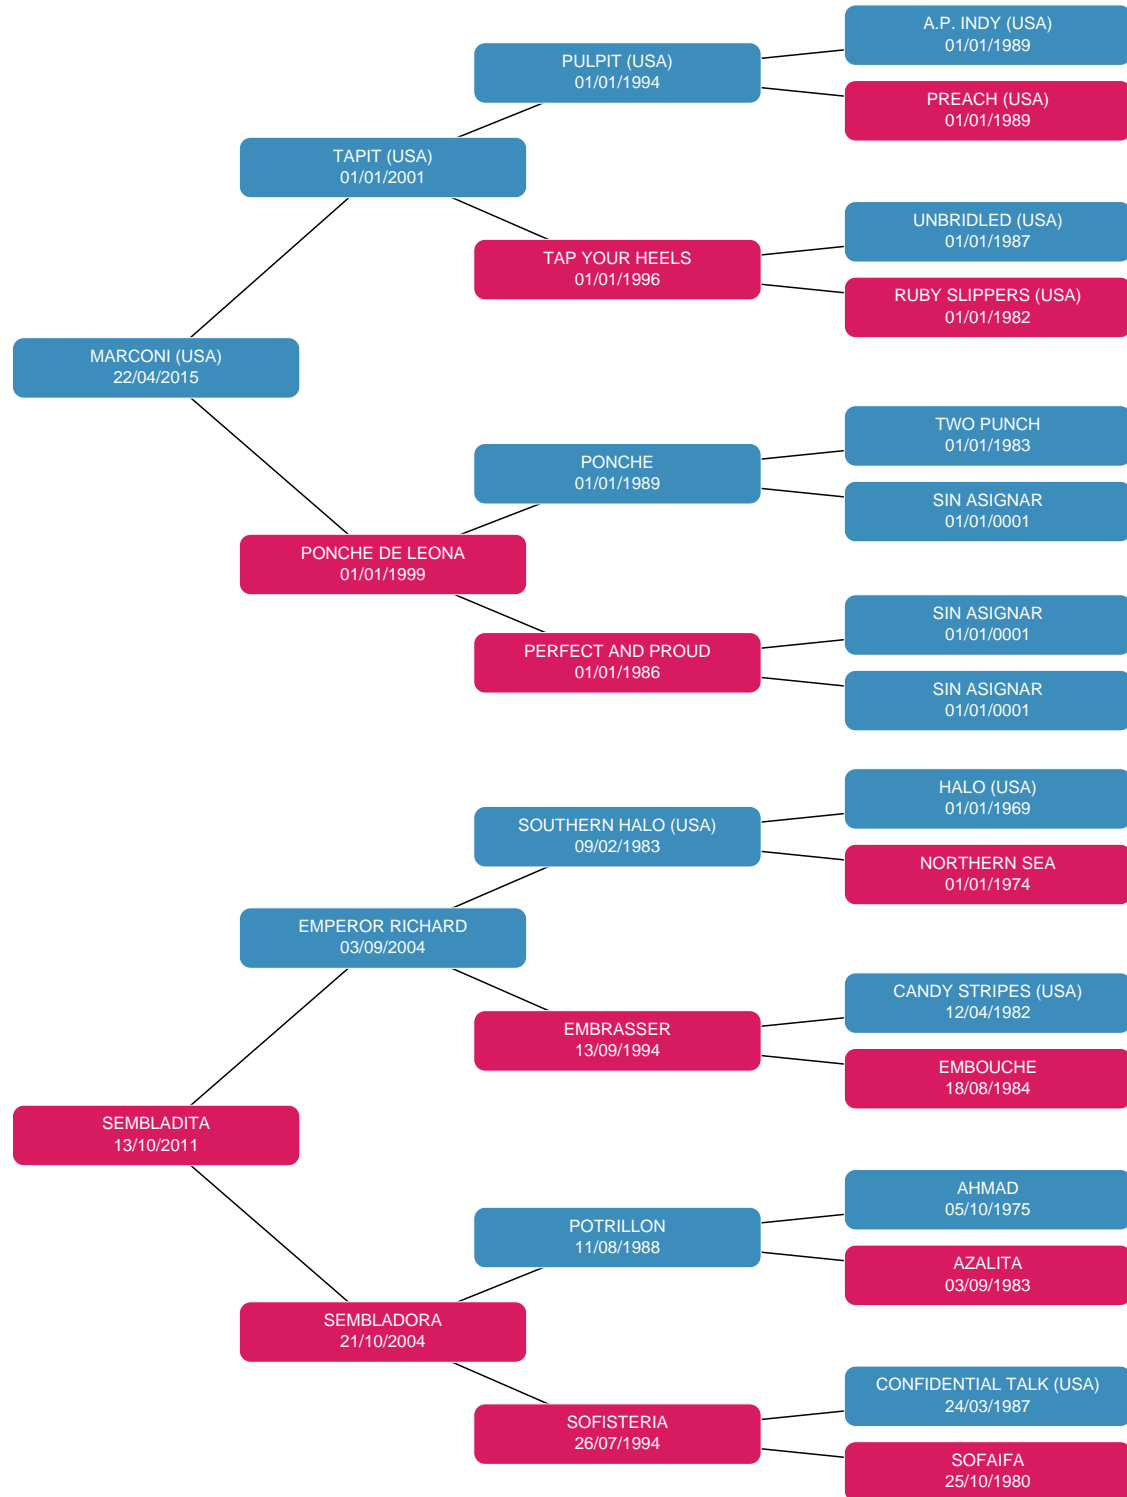 A.P. INDY (USA)
01/01/1989
PULPIT (USA)
01/01/1994
PREACH (USA)
01/01/1989
TAPIT (USA)
01/01/2001
UNBRIDLED (USA)
01/01/1987
TAP YOUR HEELS
01/01/1996
RUBY SLIPPERS (USA)
01/01/1982
MARCONI (USA)
22/04/2015
TWO PUNCH
01/01/1983
PONCHE
01/01/1989
SIN ASIGNAR
01/01/0001
PONCHE DE LEONA
01/01/1999
SIN ASIGNAR
01/01/0001
PERFECT AND PROUD
01/01/1986
SIN ASIGNAR
01/01/0001
HALO (USA)
01/01/1969
SOUTHERN HALO (USA)
09/02/1983
NORTHERN SEA
01/01/1974
EMPEROR RICHARD
03/09/2004
CANDY STRIPES (USA)
12/04/1982
EMBRASSER
13/09/1994
EMBOUCHE
18/08/1984
SEMBLADITA
13/10/2011
AHMAD
05/10/1975
POTRILLON
11/08/1988
AZALITA
03/09/1983
SEMBLADORA
21/10/2004
CONFIDENTIAL TALK (USA)
24/03/1987
SOFISTERIA
26/07/1994
SOFAIFA
25/10/1980